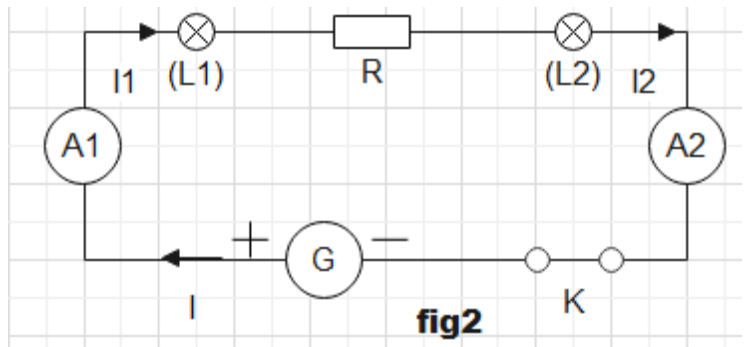 I1 (L1) R (L2) I2
A1 A2
+ G −
I K
fig2